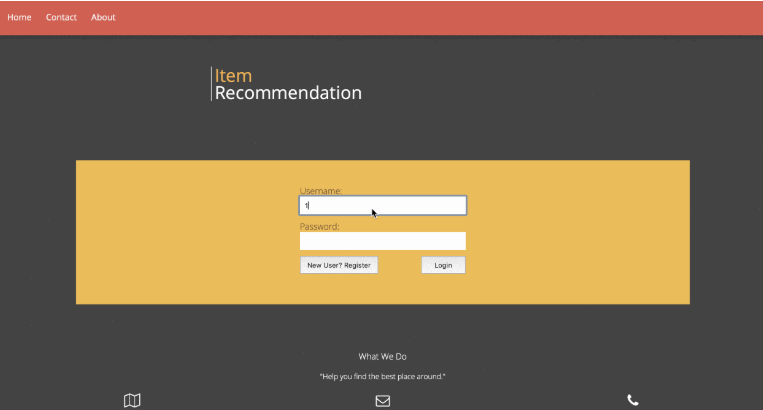 Home Contact About
Item
Recommendation
Username:
t
Password:
New User? Register Login
What We Do
"Help you find the best place around."